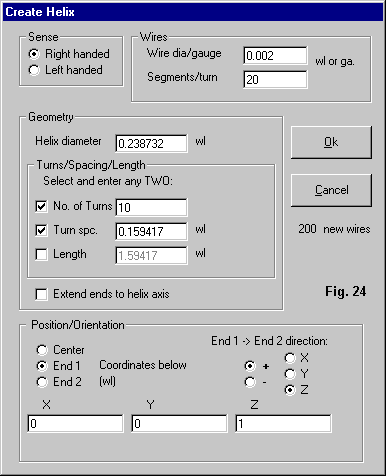 Create Helix
Sense
Right handed
Left handed
Wires
Wire dia/gauge 0.002 wl or ga.
Segments/turn 20
Geometry
Helix diameter 0.238732 wl
Turns/Spacing/Length
Select and enter any TWO:
No. of Turns 10
Turn spc. 0.159417 wl
Length 1.59417 wl
Extend ends to helix axis
Ok
Cancel
200 new wires
Fig. 24
Position/Orientation
Center
End 1
End 2
Coordinates below
(wl)
End 1 -> End 2 direction:
+
-
X
Y
Z
X Y Z
0 0 1